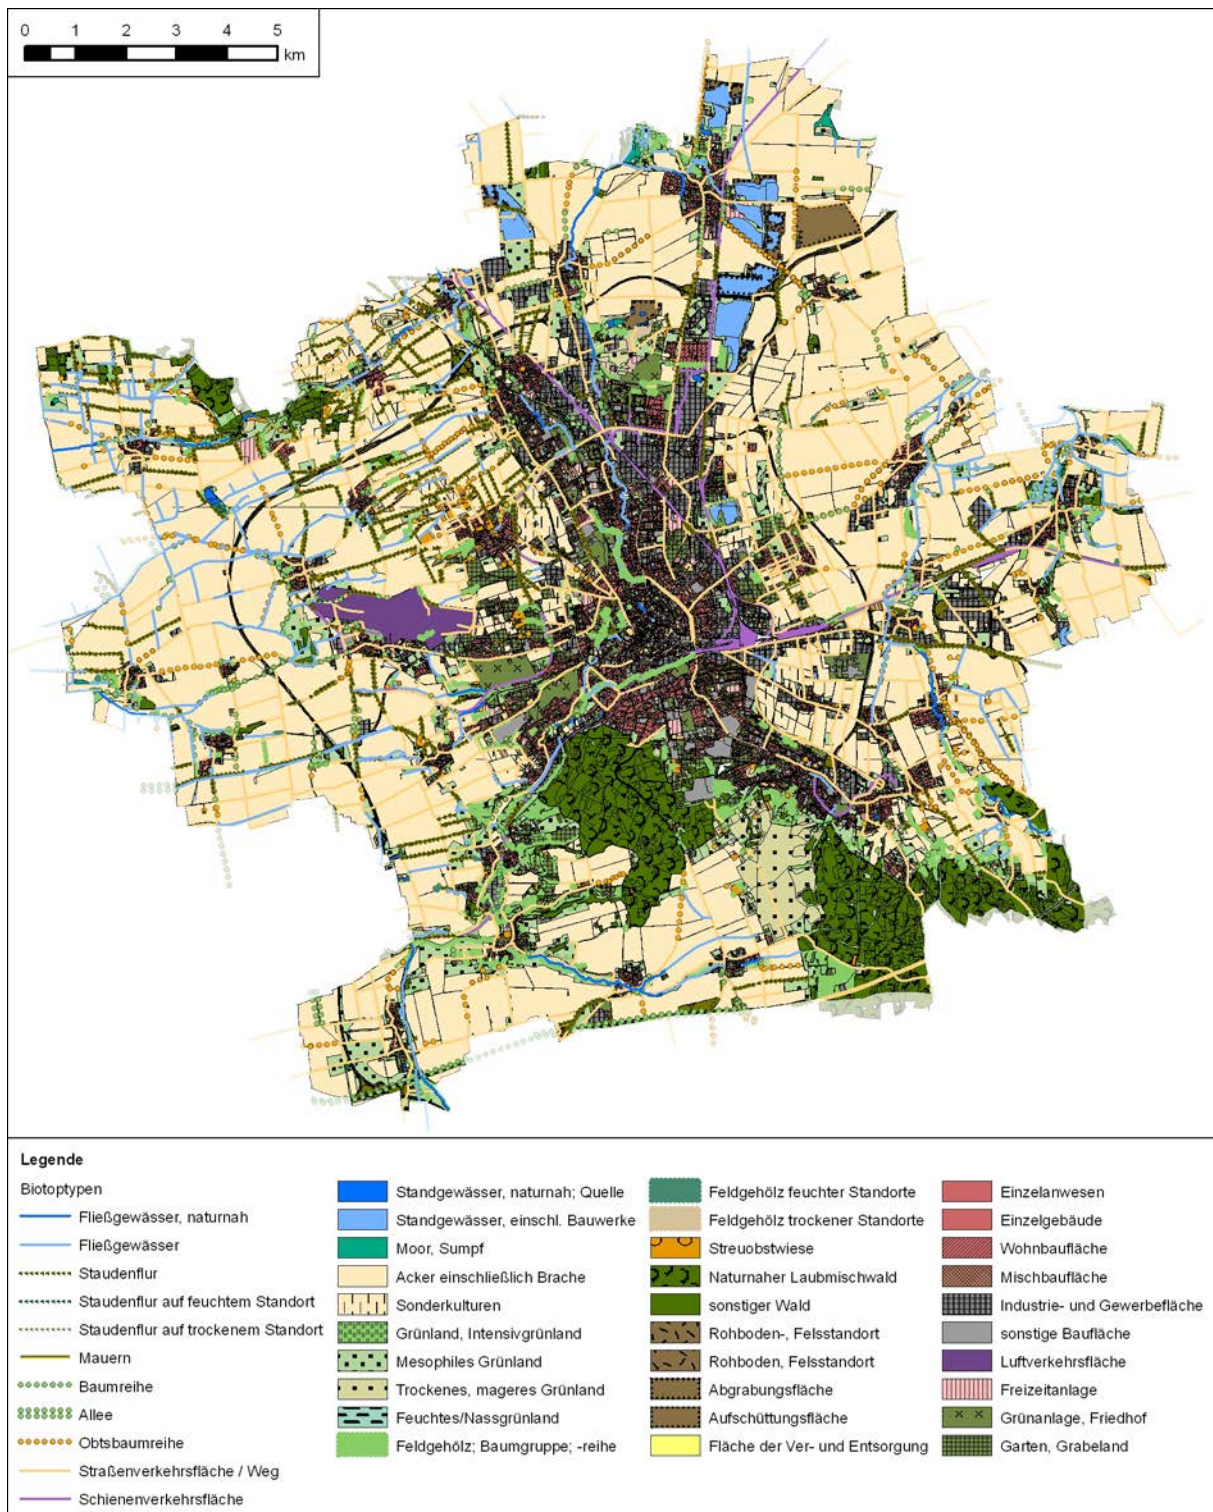 0 1 2 3 4 5
km
Legende
Biotoptypen
Fließgewässer, naturnah
Fließgewässer
Staudenflur
Staudenflur auf feuchtem Standort
Staudenflur auf trockenem Standort
Mauern
Baumreihe
Allee
Obtsbaumreihe
Straßenverkehrsfläche / Weg
Schienenverkehrsfläche
Standgewässer, naturnah; Quelle
Standgewässer, einschl. Bauwerke
Moor, Sumpf
Acker einschließlich Brache
Sonderkulturen
Grünland, Intensivgrünland
Mesophiles Grünland
Trockenes, mageres Grünland
Feuchtes/Nassgrünland
Feldgehölz; Baumgruppe; -reihe
Feldgehölz feuchter Standorte
Feldgehölz trockener Standorte
Streuobstwiese
Naturnaher Laubmischwald
sonstiger Wald
Rohboden-, Felsstandort
Rohboden, Felsstandort
Abgrabungsfläche
Aufschüttungsfläche
Fläche der Ver- und Entsorgung
Einzelanwesen
Einzelgebäude
Wohnbaufläche
Mischbaufläche
Industrie- und Gewerbefläche
sonstige Baufläche
Luftverkehrsfläche
Freizeitanlage
Grünanlage, Friedhof
Garten, Grabeland